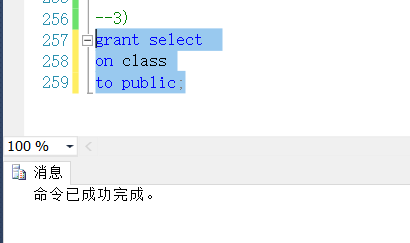 256 --3)
257 grant select
258 on class
259 to public;
100 %
消息
命令已成功完成。